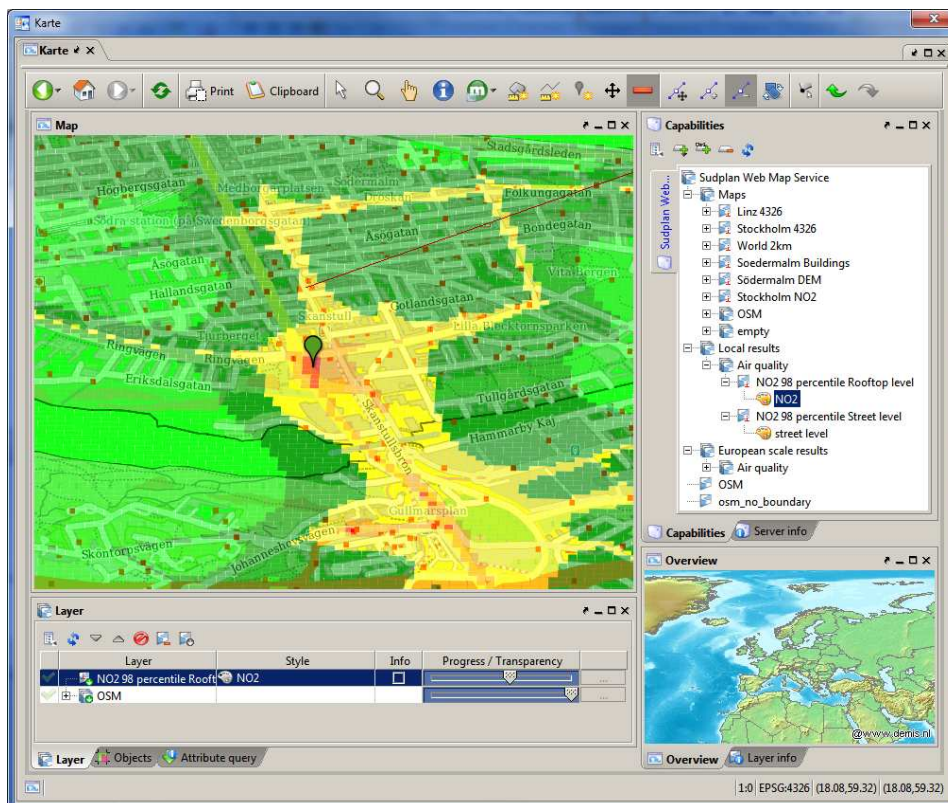 Karte
Karte
Print
Clipboard
Map
Stadsgårdsleden
Högbergsgatan
Medborgarplatsen
Södermalm
Folkungagatan
Södra station (på Swedenborgsgatan)
Bondegatan
Åsögatan
Åsögatan
Vita Bergen
Hallandsgatan
Gotlandsgatan
Skanstull
Lilla Blecktornsparken
Tjurberget
Ringvägen
Ringvägen
Eriksdalsgatan
Tullgårdsgatan
Skanstullsbron
Hammarby Kaj
Gullmarsplan
Johanneshovsvägen
Sköntorpsvägen
Capabilities
Sudplan Web...
Sudplan Web Map Service
Maps
Linz 4326
Stockholm 4326
World 2km
Soedermalm Buildings
Södermalm DEM
Stockholm NO2
OSM
empty
Local results
Air quality
NO2 98 percentile Rooftop level
NO2
NO2 98 percentile Street level
street level
European scale results
Air quality
OSM
osm_no_boundary
Capabilities
Server info
Layer
Layer Style Info Progress / Transparency
NO2 98 percentile Rooft NO2 ...
OSM ...
Layer Objects Attribute query
Overview
@www.demis.nl
Overview Layer info
1:0 EPSG:4326 (18.08,59.32) (18.08,59.32)